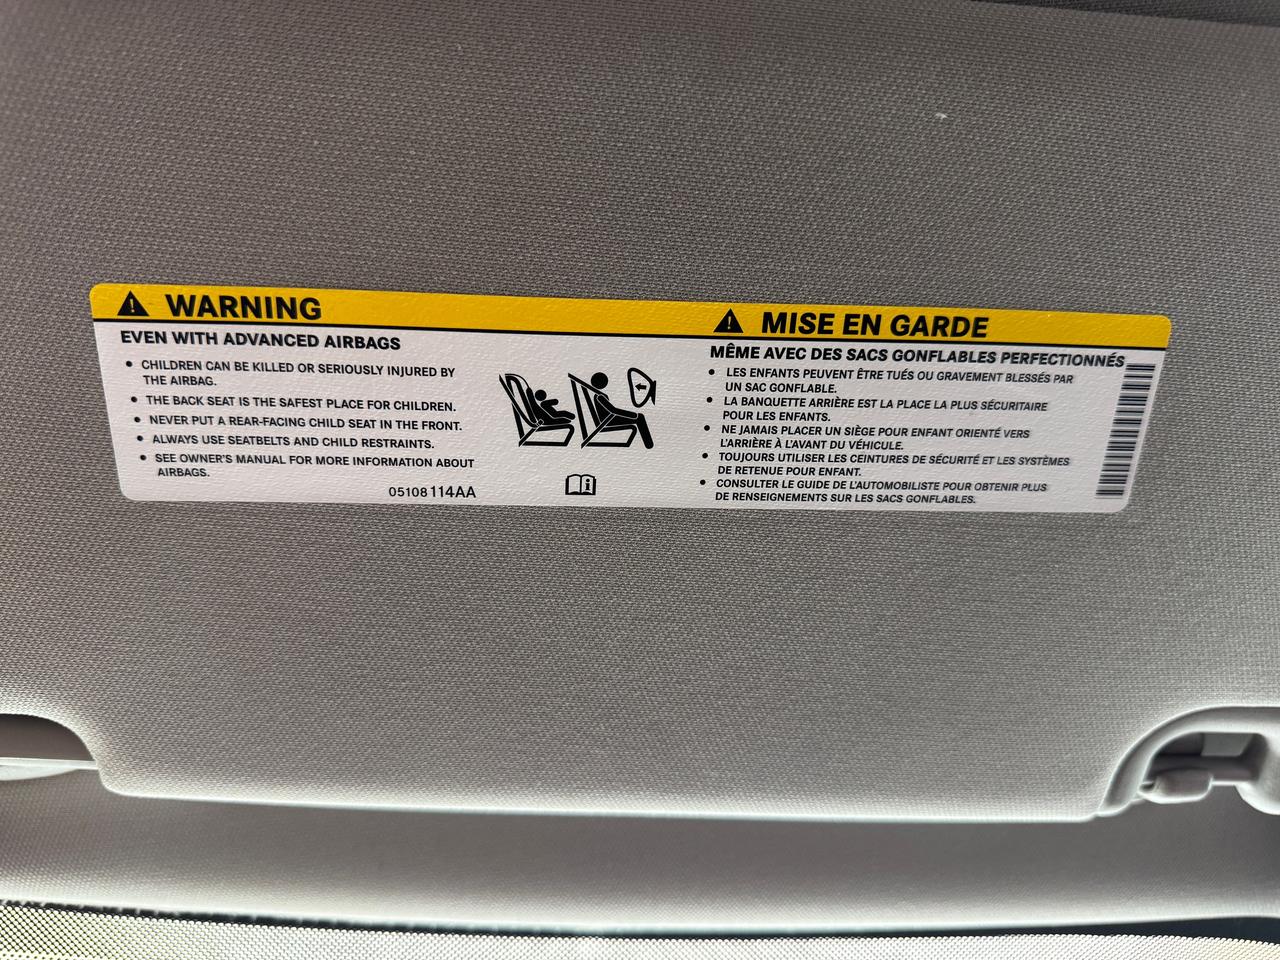 WARNING
EVEN WITH ADVANCED AIRBAGS
• CHILDREN CAN BE KILLED OR SERIOUSLY INJURED BY
THE AIRBAG.
• THE BACK SEAT IS THE SAFEST PLACE FOR CHILDREN.
• NEVER PUT A REAR-FACING CHILD SEAT IN THE FRONT.
• ALWAYS USE SEATBELTS AND CHILD RESTRAINTS.
• SEE OWNER'S MANUAL FOR MORE INFORMATION ABOUT
AIRBAGS.
05108114AA
MISE EN GARDE
MÊME AVEC DES SACS GONFLABLES PERFECTIONNÉS
• LES ENFANTS PEUVENT ÊTRE TUÉS OU GRAVEMENT BLESSÉS PAR
UN SAC GONFLABLE.
• LA BANQUETTE ARRIÈRE EST LA PLACE LA PLUS SÉCURITAIRE
POUR LES ENFANTS.
• NE JAMAIS PLACER UN SIÈGE POUR ENFANT ORIENTÉ VERS
L'ARRIÈRE À L'AVANT DU VÉHICULE.
• TOUJOURS UTILISER LES CEINTURES DE SÉCURITÉ ET LES SYSTÈMES
DE RETENUE POUR ENFANT.
• CONSULTER LE GUIDE DE L'AUTOMOBILISTE POUR OBTENIR PLUS
DE RENSEIGNEMENTS SUR LES SACS GONFLABLES.